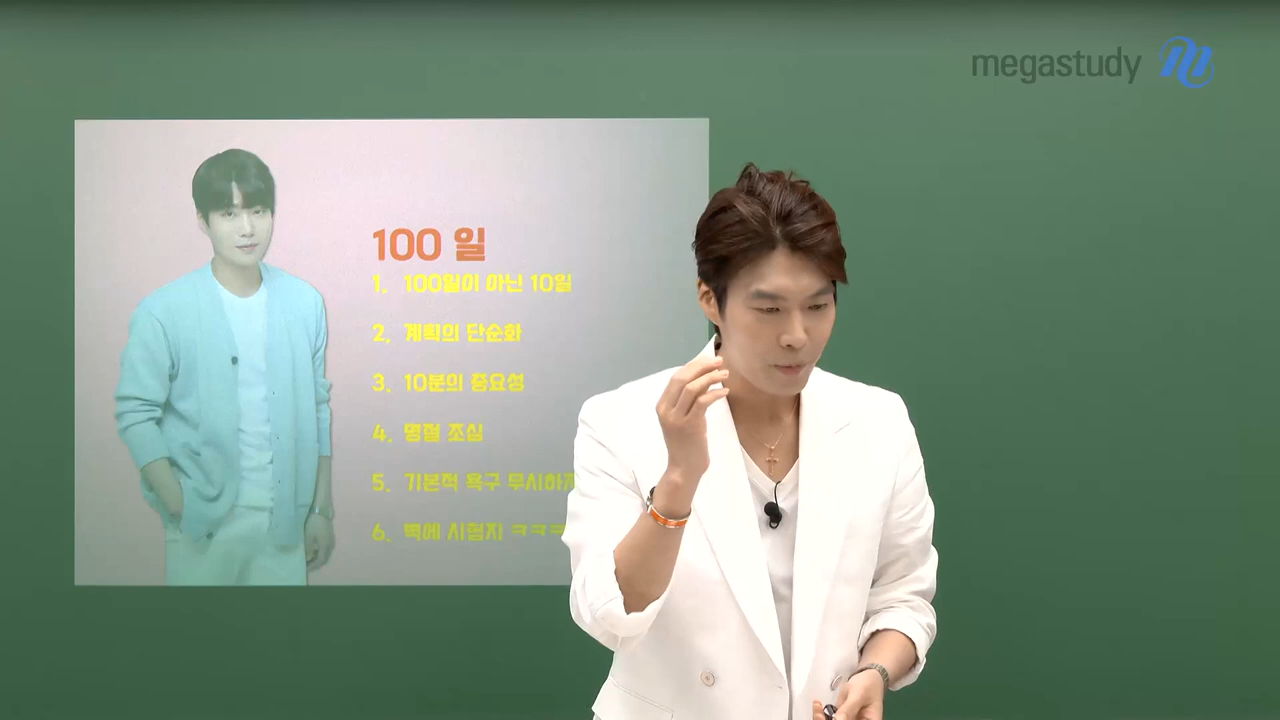 megastudy
100 일
1. 100일이 아닌 10일
2. 계획의 단순화
3. 10분의 중요성
4. 명절 조심
5. 기본적 욕구 무시하지
6. 벽에 시험지 ㅋㅋㅋ